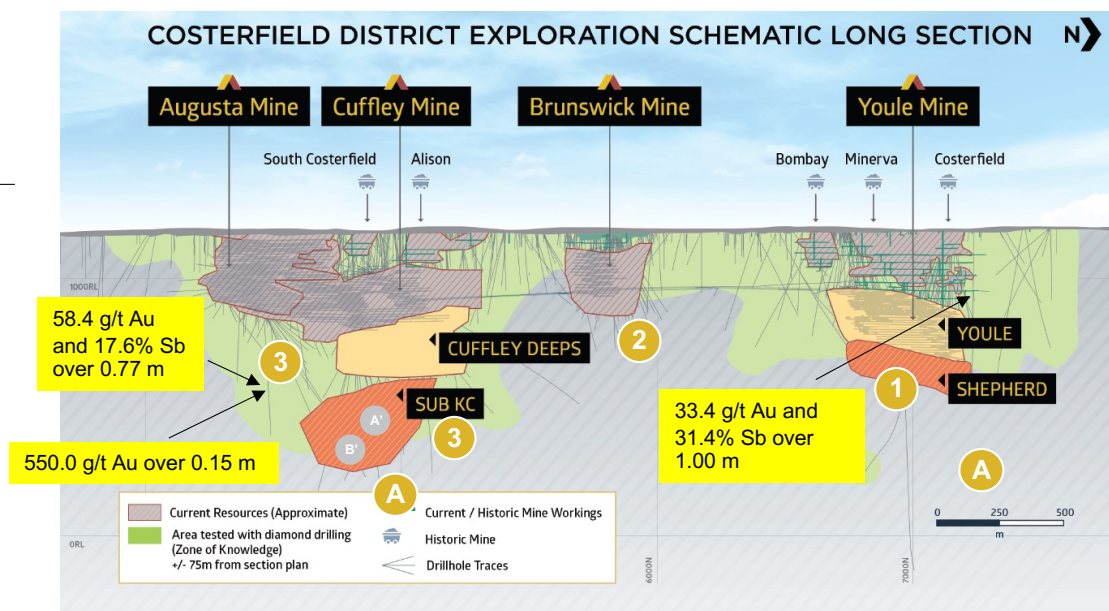 COSTERFIELD DISTRICT EXPLORATION SCHEMATIC LONG SECTION N
Augusta Mine
Cuffley Mine
Brunswick Mine
Youle Mine
South Costerfield
Alison
Bombay
Minerva
Costerfield
1000RL
58.4 g/t Au
and 17.6% Sb
over 0.77 m
3
CUFFLEY DEEPS
2
YOULE
SHEPHERD
1
SUB KC
A'
B'
3
550.0 g/t Au over 0.15 m
33.4 g/t Au and
31.4% Sb over
1.00 m
A
A
Current Resources (Approximate)
Area tested with diamond drilling
(Zone of Knowledge)
+/- 75m from section plan
Current / Historic Mine Workings
Historic Mine
Drillhole Traces
0RL
6000N
7000N
0 250 500
m